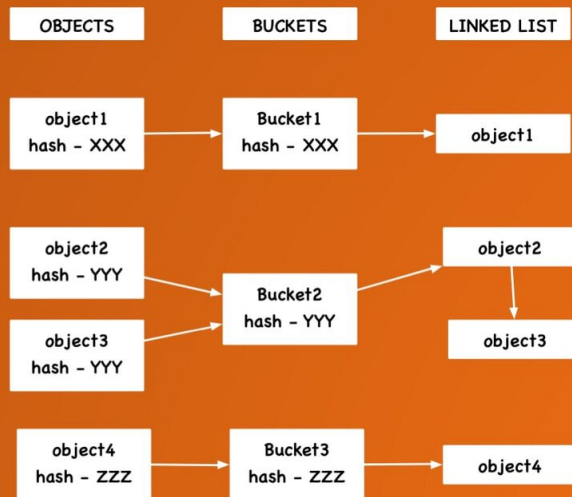 OBJECTS
BUCKETS
LINKED LIST
object1
hash - XXX
Bucket1
hash - XXX
object1
object2
hash - YYY
object3
hash - YYY
Bucket2
hash - YYY
object2
object3
object4
hash - ZZZ
Bucket3
hash - ZZZ
object4